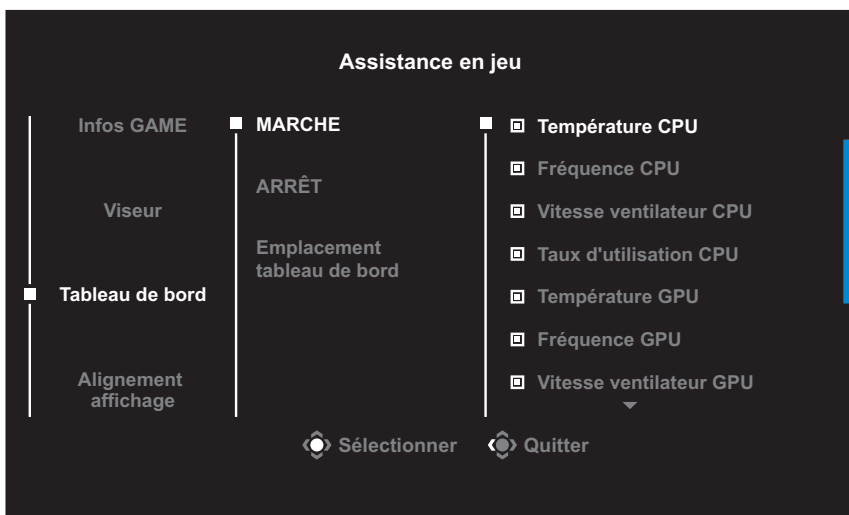 Assistance en jeu
Infos GAME
Viseur
Tableau de bord
Alignement
affichage
MARCHE
ARRÊT
Emplacement
tableau de bord
Température CPU
Fréquence CPU
Vitesse ventilateur CPU
Taux d'utilisation CPU
Température GPU
Fréquence GPU
Vitesse ventilateur GPU
Sélectionner
Quitter